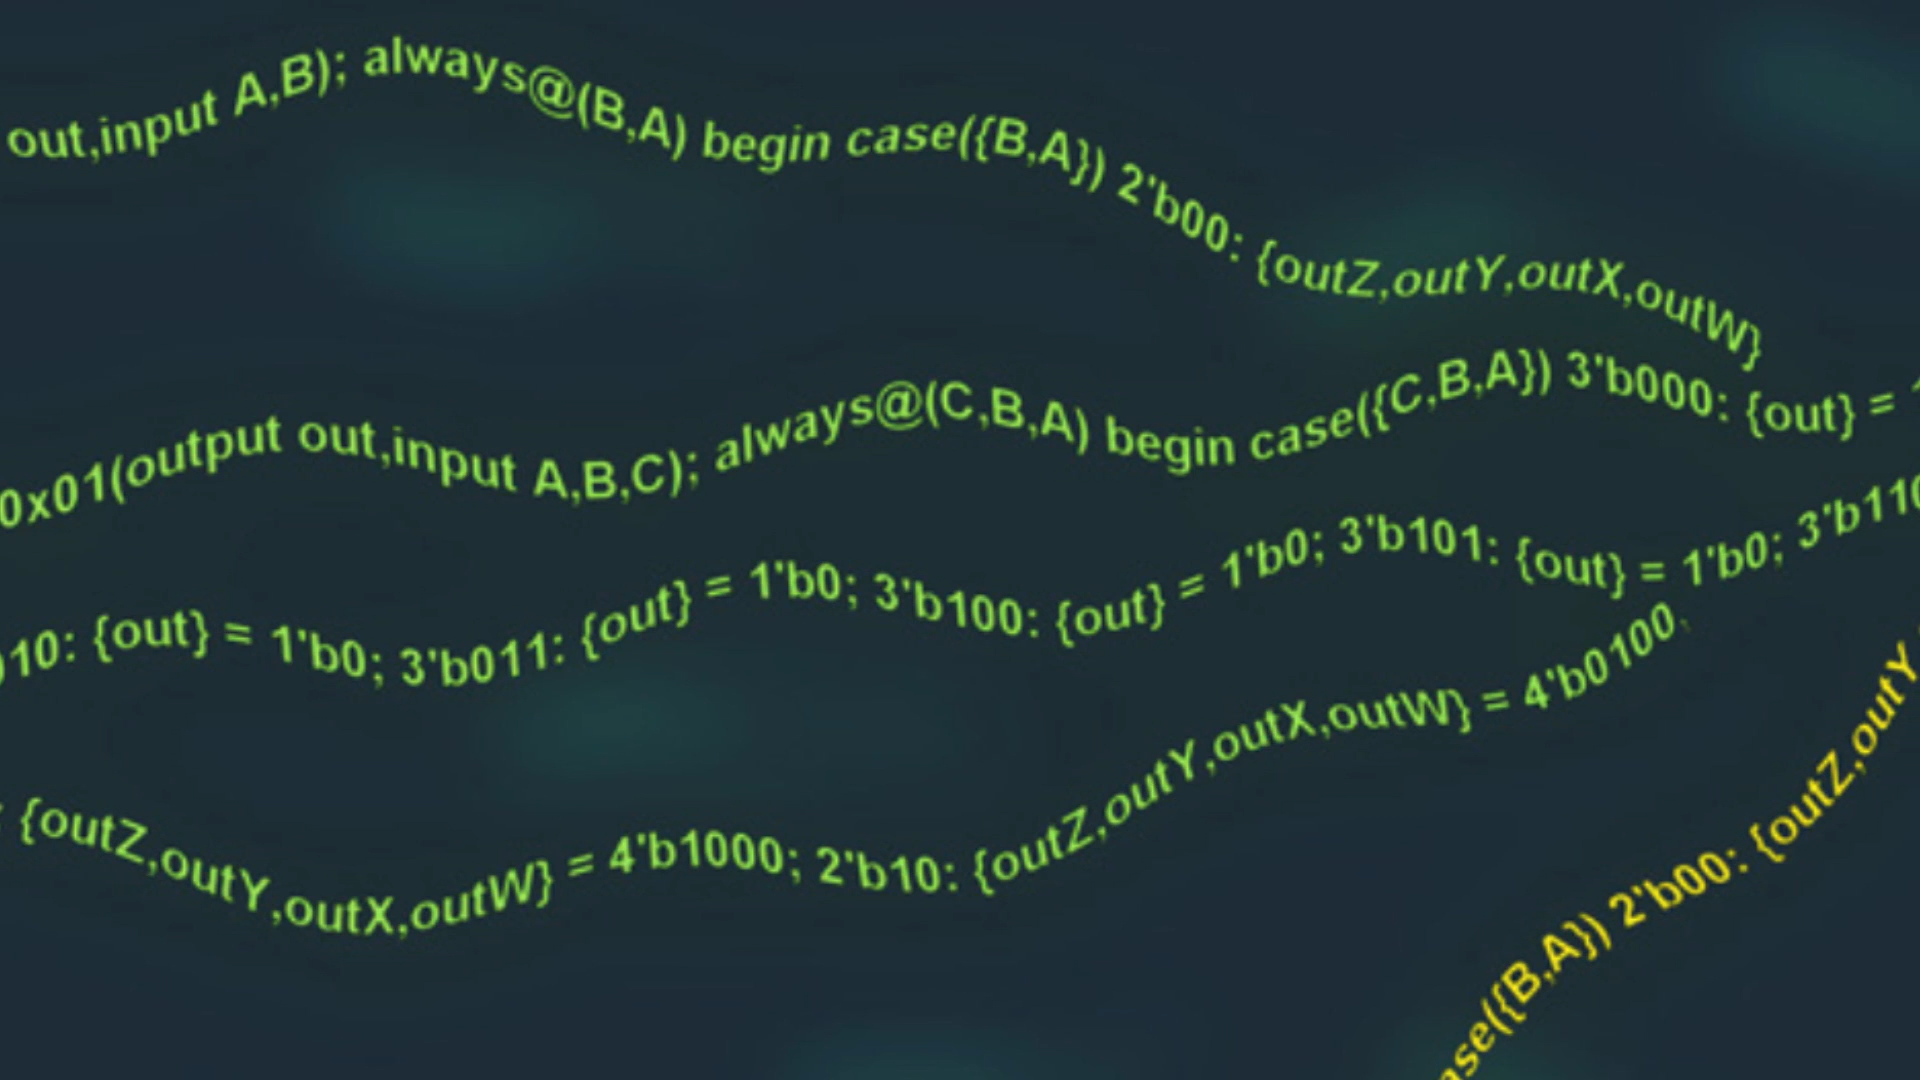 out,input A,B); always@(B,A) begin case({B,A}) 2'b00: {outZ,outY,outX,outW}
0x01(output out,input A,B,C); always@(C,B,A) begin case({C,B,A}) 3'b000: {out} =
10: {out} = 1'b0; 3'b011: {out} = 1'b0; 3'b100: {out} = 1'b0; 3'b101: {out} = 1'b0; 3'b110
{outZ,outY,outX,outW} = 4'b1000; 2'b10: {outZ,outY,outX,outW} = 4'b0100
ase({B,A}) 2'b00: {outZ,outY